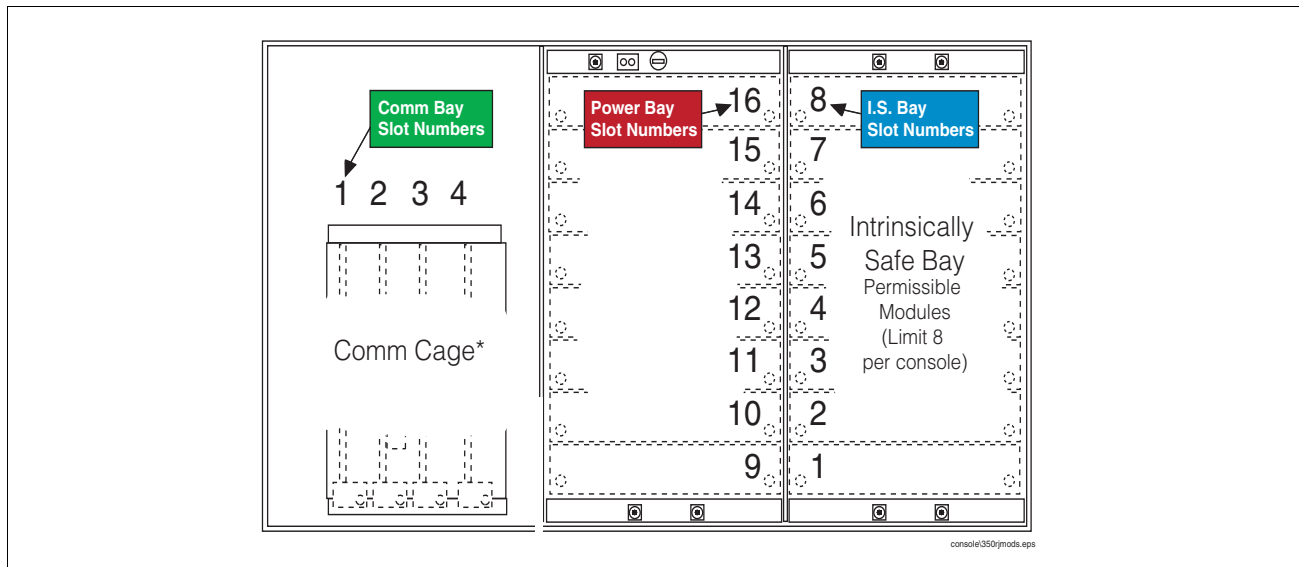 Comm Bay
Slot Numbers
Power Bay
Slot Numbers
16
8
I.S. Bay
Slot Numbers
15
7
1 2 3 4
14
6
13
5
12
4
11
3
10
2
9
1
Intrinsically
Safe Bay
Permissible
Modules
(Limit 8
per console)
Comm Cage*
console\350rjmods.eps